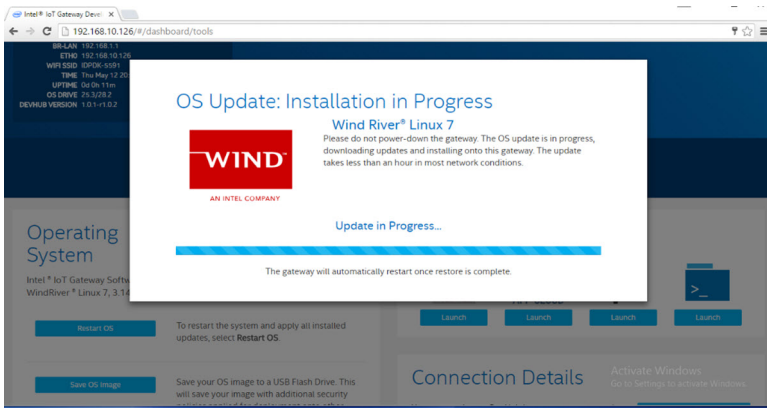 Intel® IoT Gateway Devel
192.168.10.126/#/dashboard/tools
BR-LAN 192.168.1.1
ETH0 192.168.10.126
WIFI SSID IDPDK-5591
TIME Thu May 12 20:
UPTIME 0d 0h 11m
OS DRIVE 25.3/28.2
DEVHUB VERSION 1.0.1-r1.0.2
OS Update: Installation in Progress
Wind River® Linux 7
Please do not power-down the gateway. The OS update is in progress,
downloading updates and installing onto this gateway. The update
takes less than an hour in most network conditions.
WIND
AN INTEL COMPANY
Update in Progress...
The gateway will automatically restart once restore is complete.
Operating
System
Intel® IoT Gateway Softw
WindRiver® Linux 7, 3.14
Restart OS
To restart the system and apply all installed
updates, select Restart OS.
Save OS Image
Save your OS image to a USB Flash Drive. This
will save your image with additional security
>_
Launch Launch Launch Launch
Connection Details
Activate Windows
Go to Settings to activate Windows.